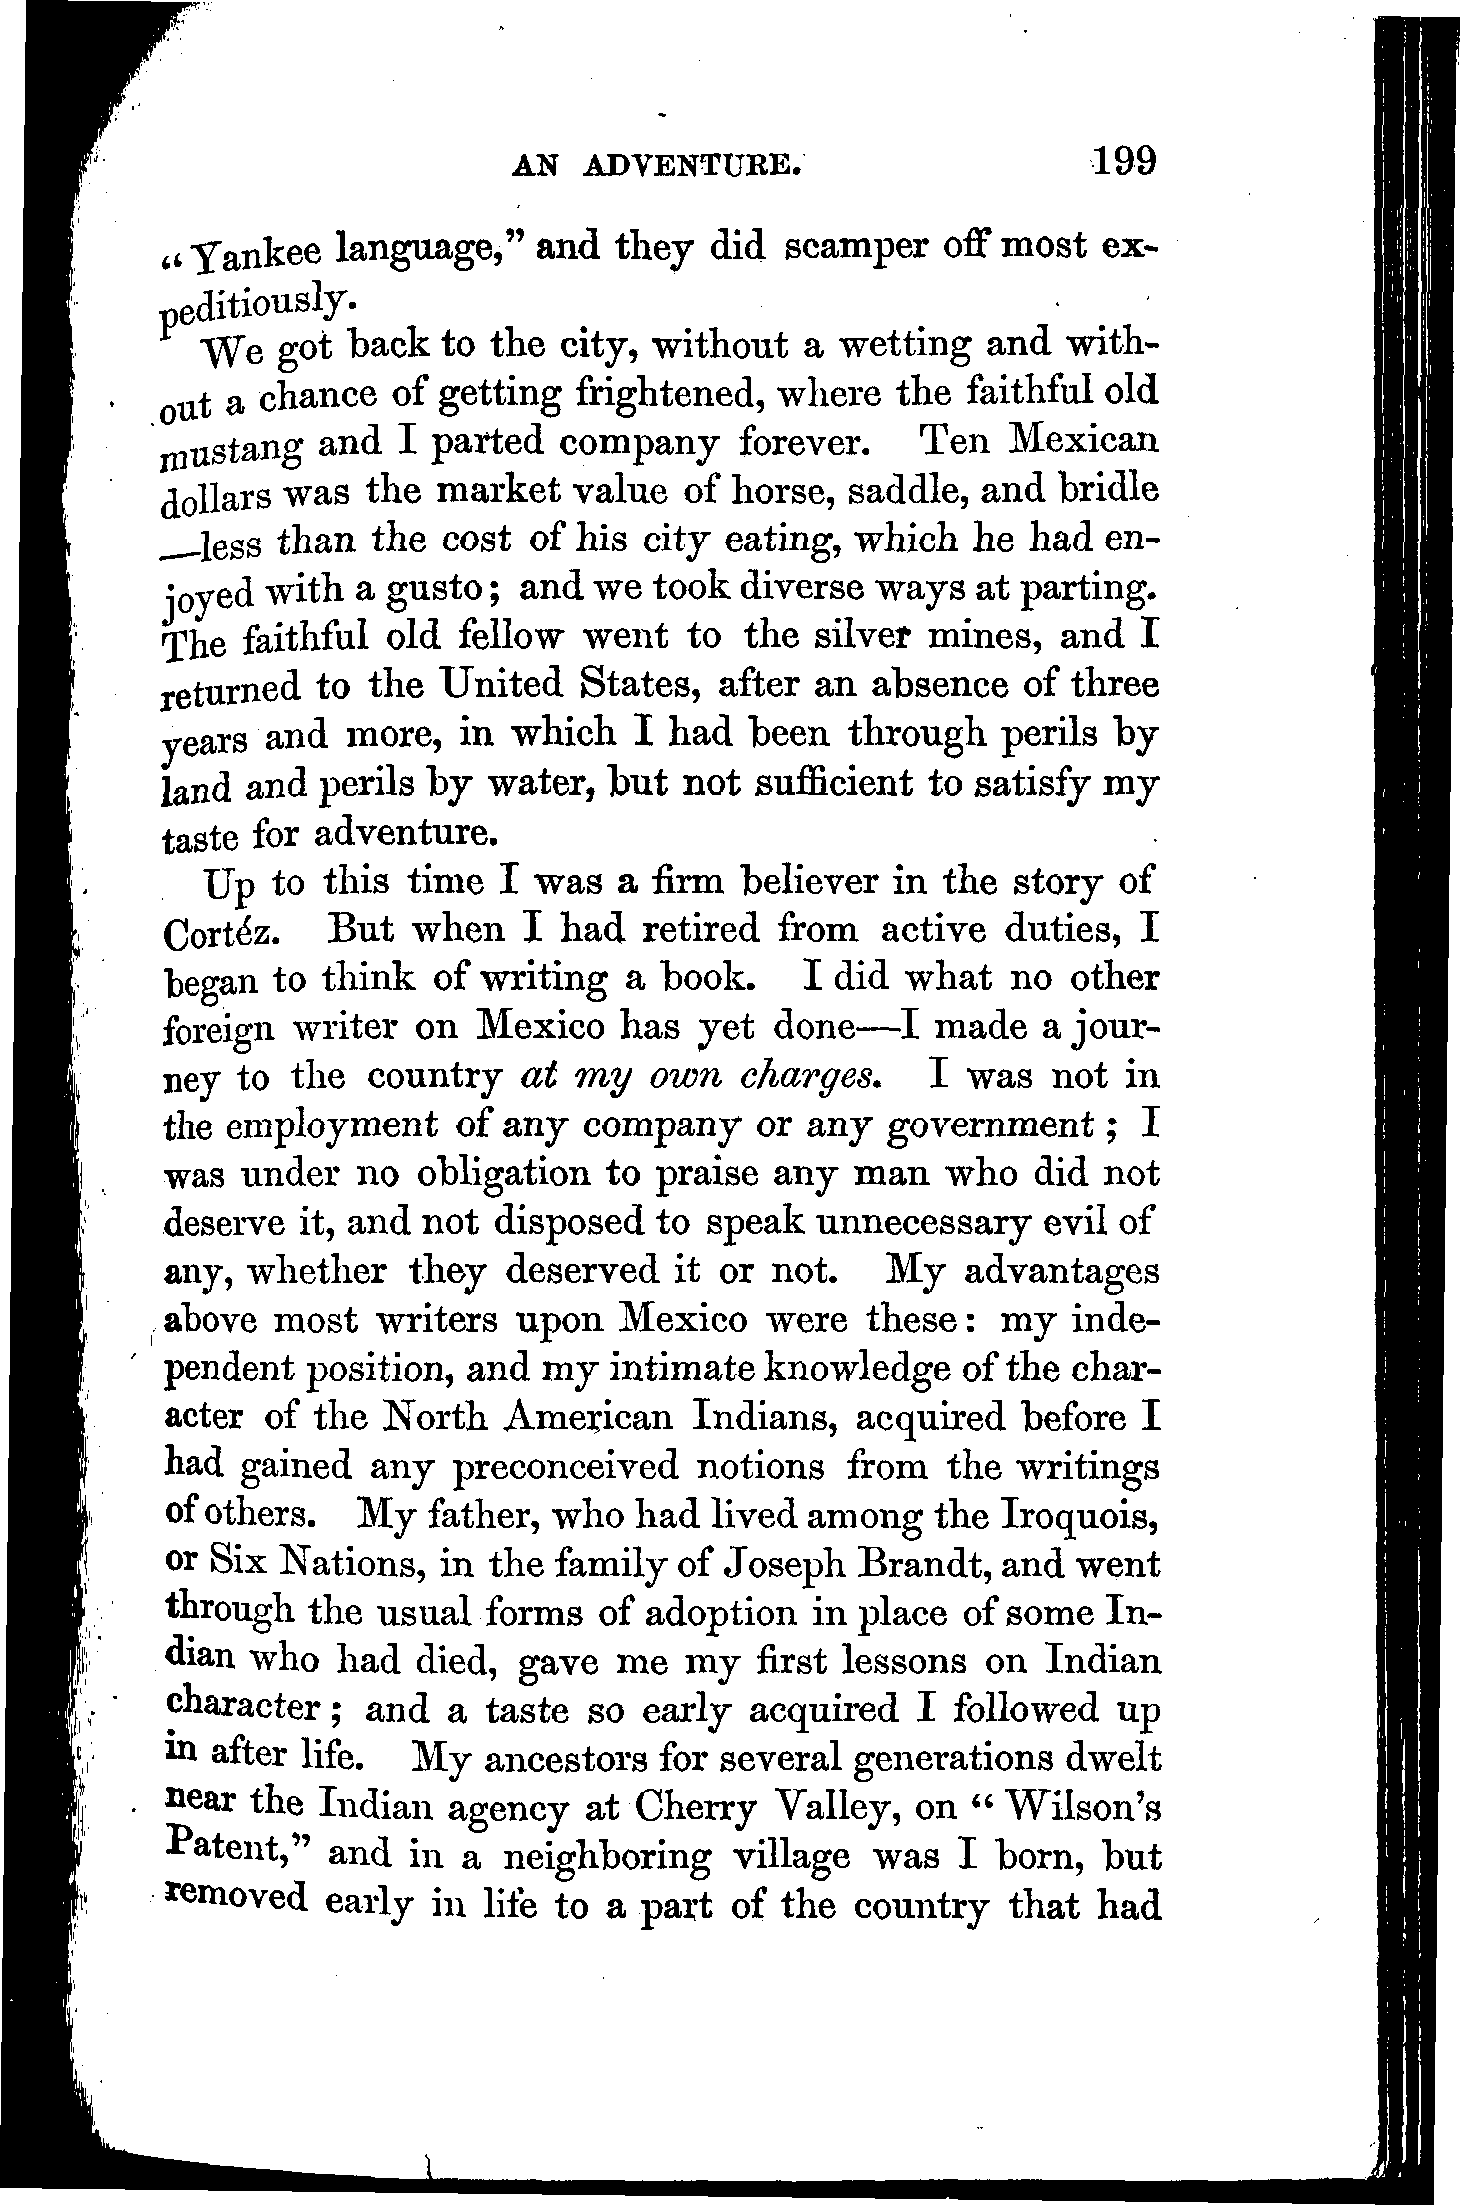 AN ADVENTURE. 199
“Yankee language,” and they did scamper off most ex-
peditiously.
We got back to the city, without a wetting and with-
out a chance of getting frightened, where the faithful old
mustang and I parted company forever. Ten Mexican
dollars was the market value of horse, saddle, and bridle
—less than the cost of his city eating, which he had en-
joyed with a gusto; and we took diverse ways at parting.
The faithful old fellow went to the silver mines, and I
returned to the United States, after an absence of three
years and more, in which I had been through perils by
land and perils by water, but not sufficient to satisfy my
taste for adventure.
Up to this time I was a firm believer in the story of
Cortéz. But when I had retired from active duties, I
began to think of writing a book. I did what no other
foreign writer on Mexico has yet done—I made a jour-
ney to the country at my own charges. I was not in
the employment of any company or any government; I
was under no obligation to praise any man who did not
deserve it, and not disposed to speak unnecessary evil of
any, whether they deserved it or not. My advantages
above most writers upon Mexico were these: my inde-
pendent position, and my intimate knowledge of the char-
acter of the North American Indians, acquired before I
had gained any preconceived notions from the writings
of others. My father, who had lived among the Iroquois,
or Six Nations, in the family of Joseph Brandt, and went
through the usual forms of adoption in place of some In-
dian who had died, gave me my first lessons on Indian
character; and a taste so early acquired I followed up
in after life. My ancestors for several generations dwelt
near the Indian agency at Cherry Valley, on “Wilson's
Patent,” and in a neighboring village was I born, but
removed early in life to a part of the country that had